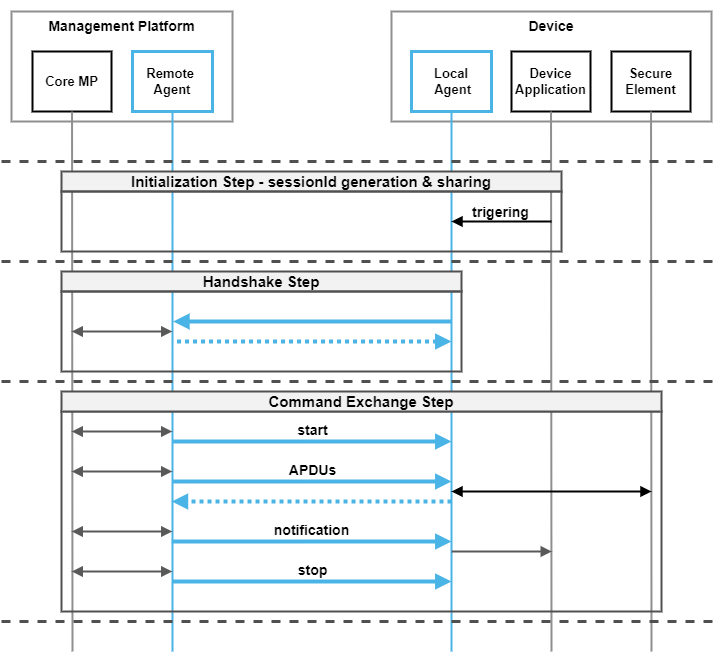 Management Platform
Device
Core MP
Remote
Agent
Local
Agent
Device
Application
Secure
Element
Initialization Step - sessionId generation & sharing
trigering
Handshake Step
Command Exchange Step
start
APDUs
notification
stop